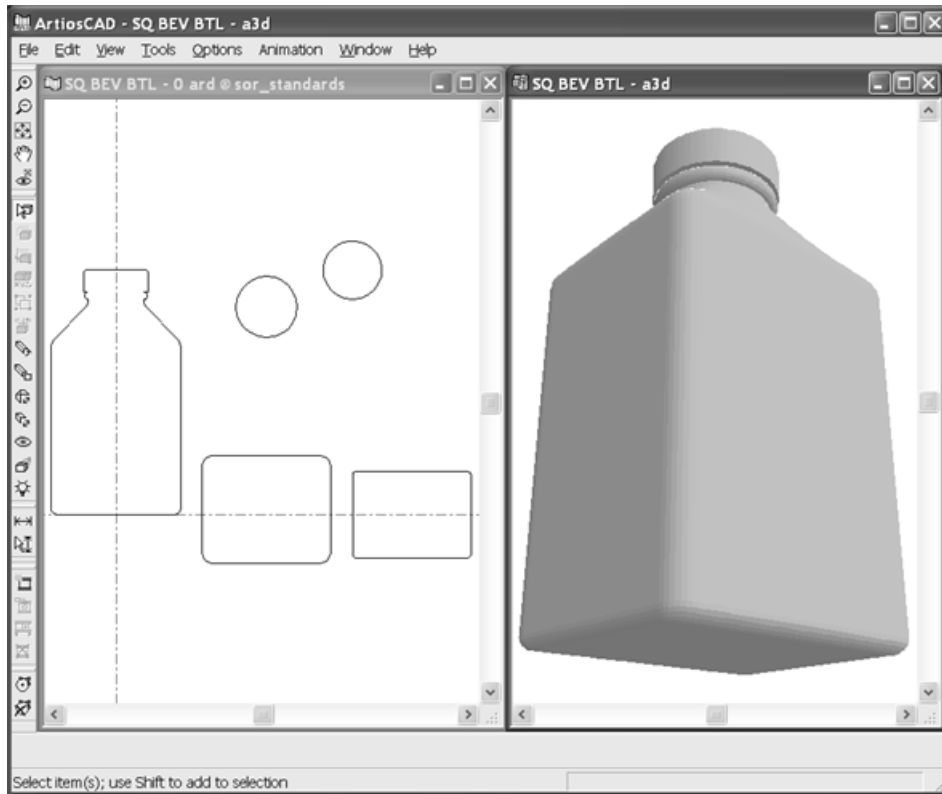 ArtiosCAD - SQ BEV BTL - a3d
File Edit View Tools Options Animation Window Help
SQ BEV BTL - 0 ard @ sor_standards
SQ BEV BTL - a3d
Select item(s); use Shift to add to selection